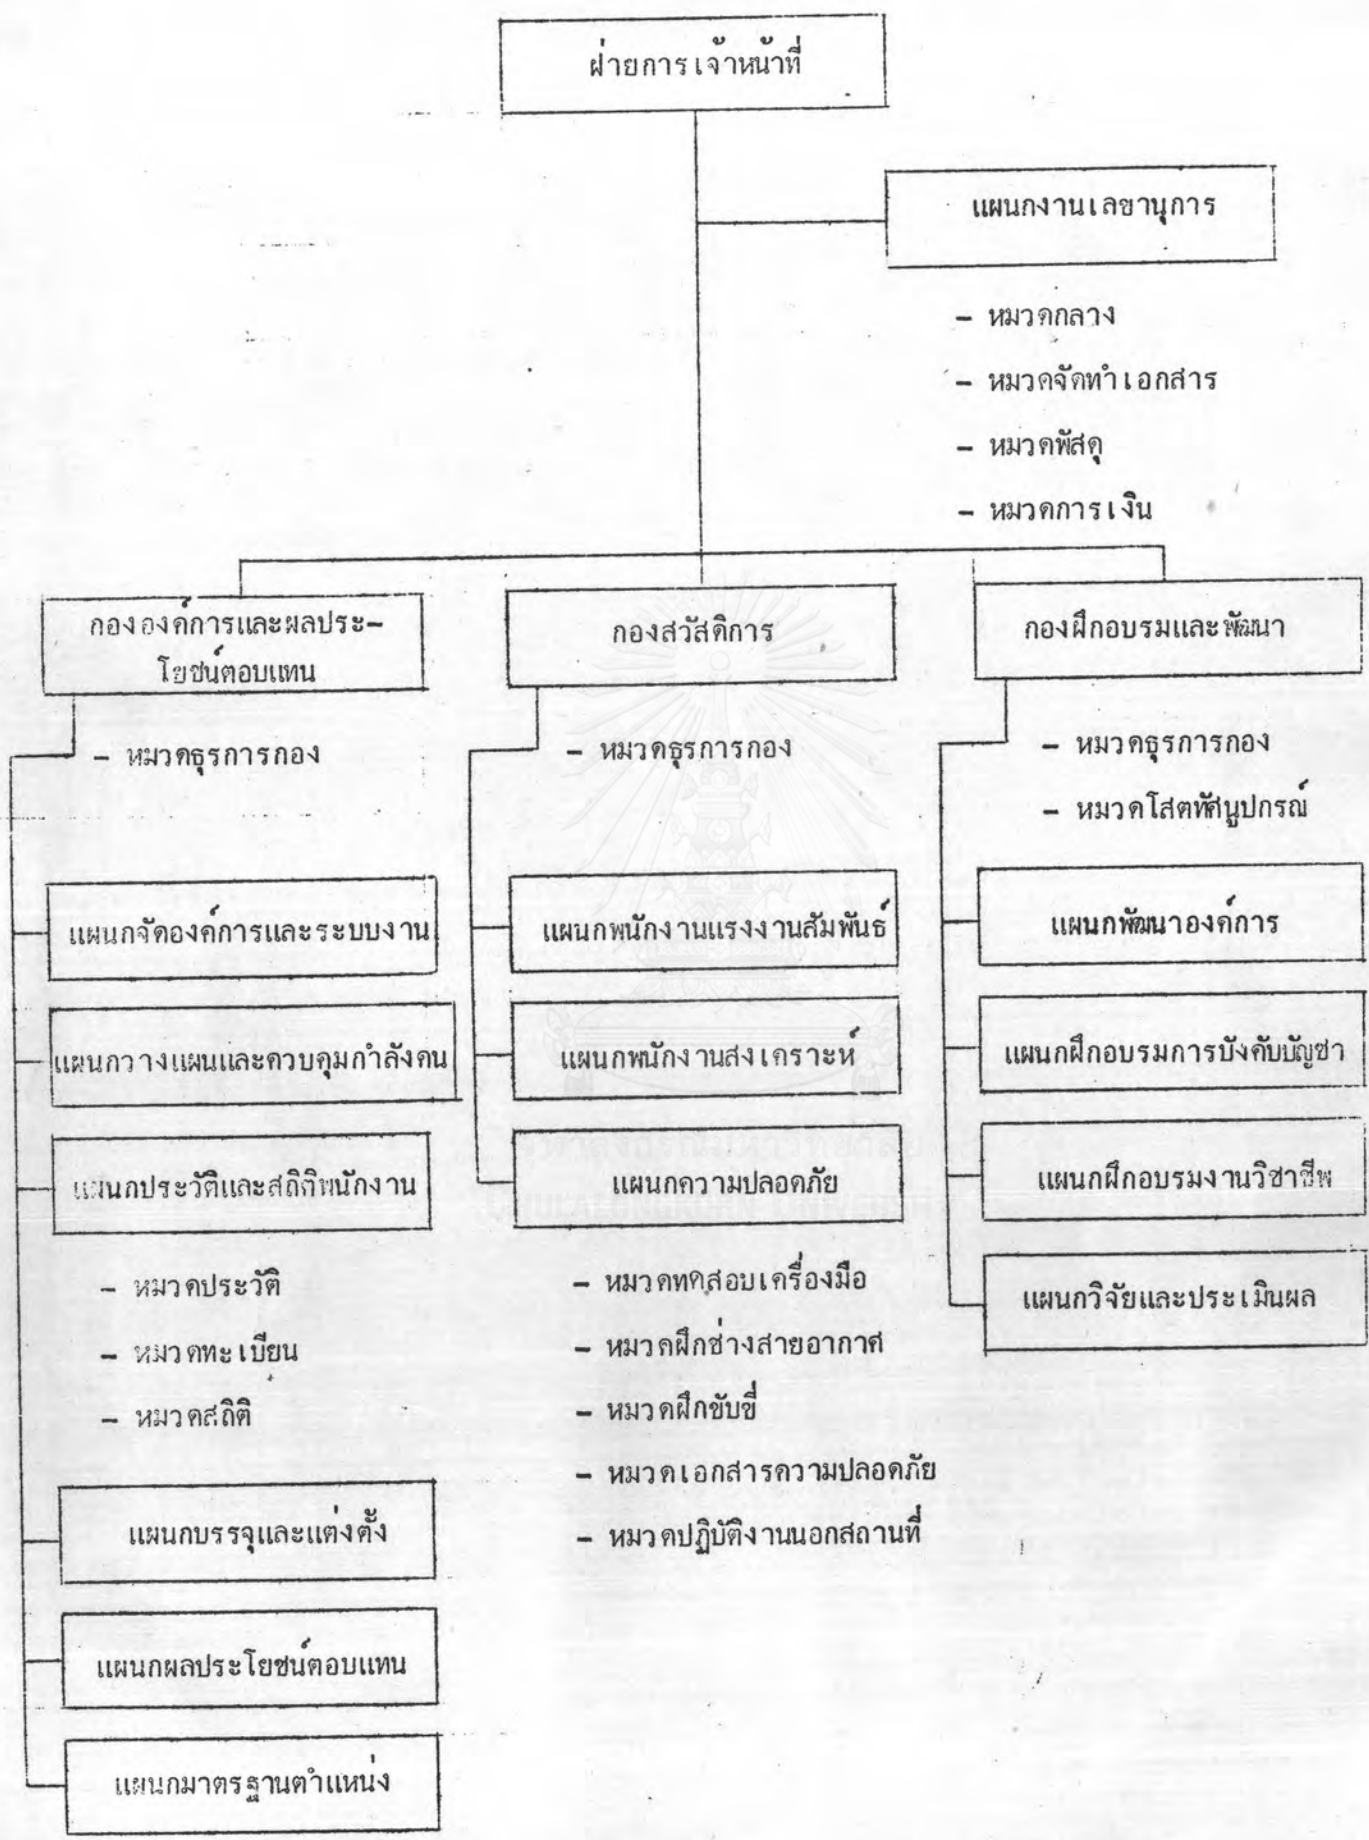 ฝ่ายการเจ้าหน้าที่
แผนกงานเลขานุการ
- หมวดกลาง
- หมวดจัดทำเอกสาร
- หมวดพัสดุ
- หมวดการเงิน
กององค์การและผลประ-
โยชน์ตอบแทน
- หมวดธุรการกอง
แผนกจัดองค์การและระบบงาน
แผนกวางแผนและควบคุมกำลังคน
แผนกประวัติและสถิติพนักงาน
- หมวดประวัติ
- หมวดทะเบียน
- หมวดสถิติ
แผนกบรรจุและแต่งตั้ง
แผนกผลประโยชน์ตอบแทน
แผนกมาตรฐานตำแหน่ง
กองสวัสดิการ
- หมวดธุรการกอง
แผนกพนักงานแรงงานสัมพันธ์
แผนกพนักงานสงเคราะห์
แผนกความปลอดภัย
- หมวดทดสอบเครื่องมือ
- หมวดฝึกช่างสายอากาศ
- หมวดฝึกขับขี่
- หมวดเอกสารความปลอดภัย
- หมวดปฏิบัติงานนอกสถานที่
กองฝึกอบรมและพัฒนา
- หมวดธุรการกอง
- หมวดโสตทัศนูปกรณ์
แผนกพัฒนาองค์การ
แผนกฝึกอบรมการบังคับบัญชา
แผนกฝึกอบรมงานวิชาชีพ
แผนกวิจัยและประเมินผล